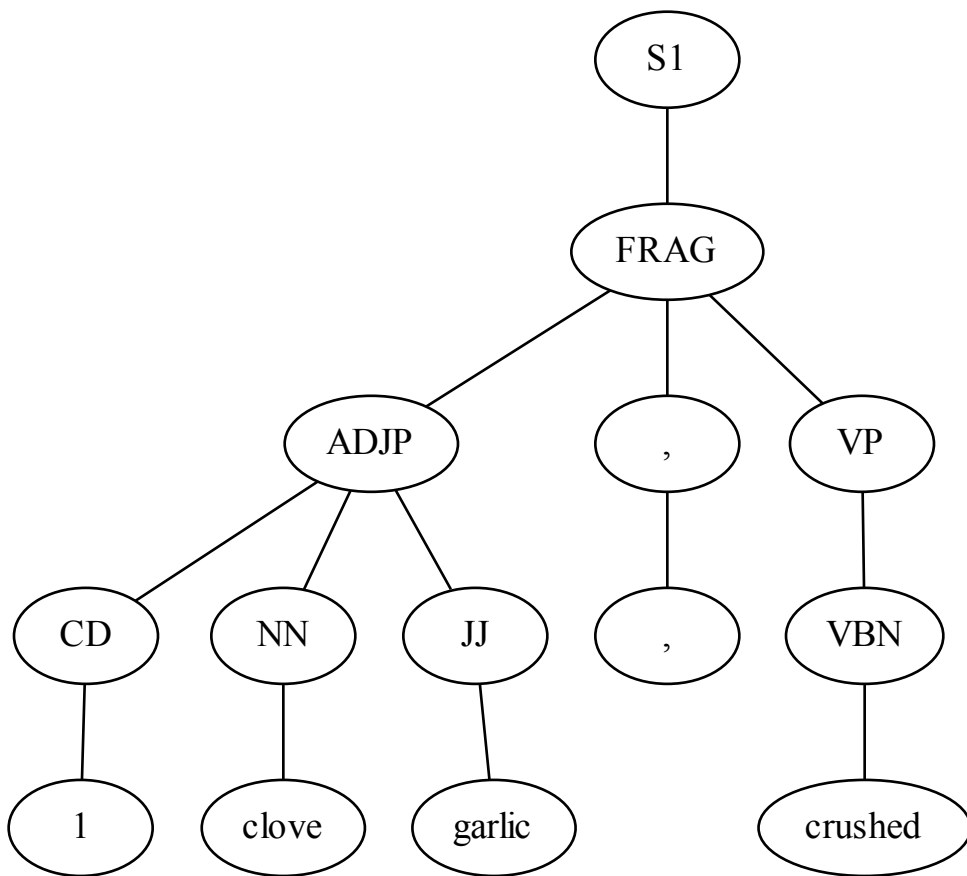 S1
FRAG
ADJP , VP
CD NN JJ , VBN
1 clove garlic crushed